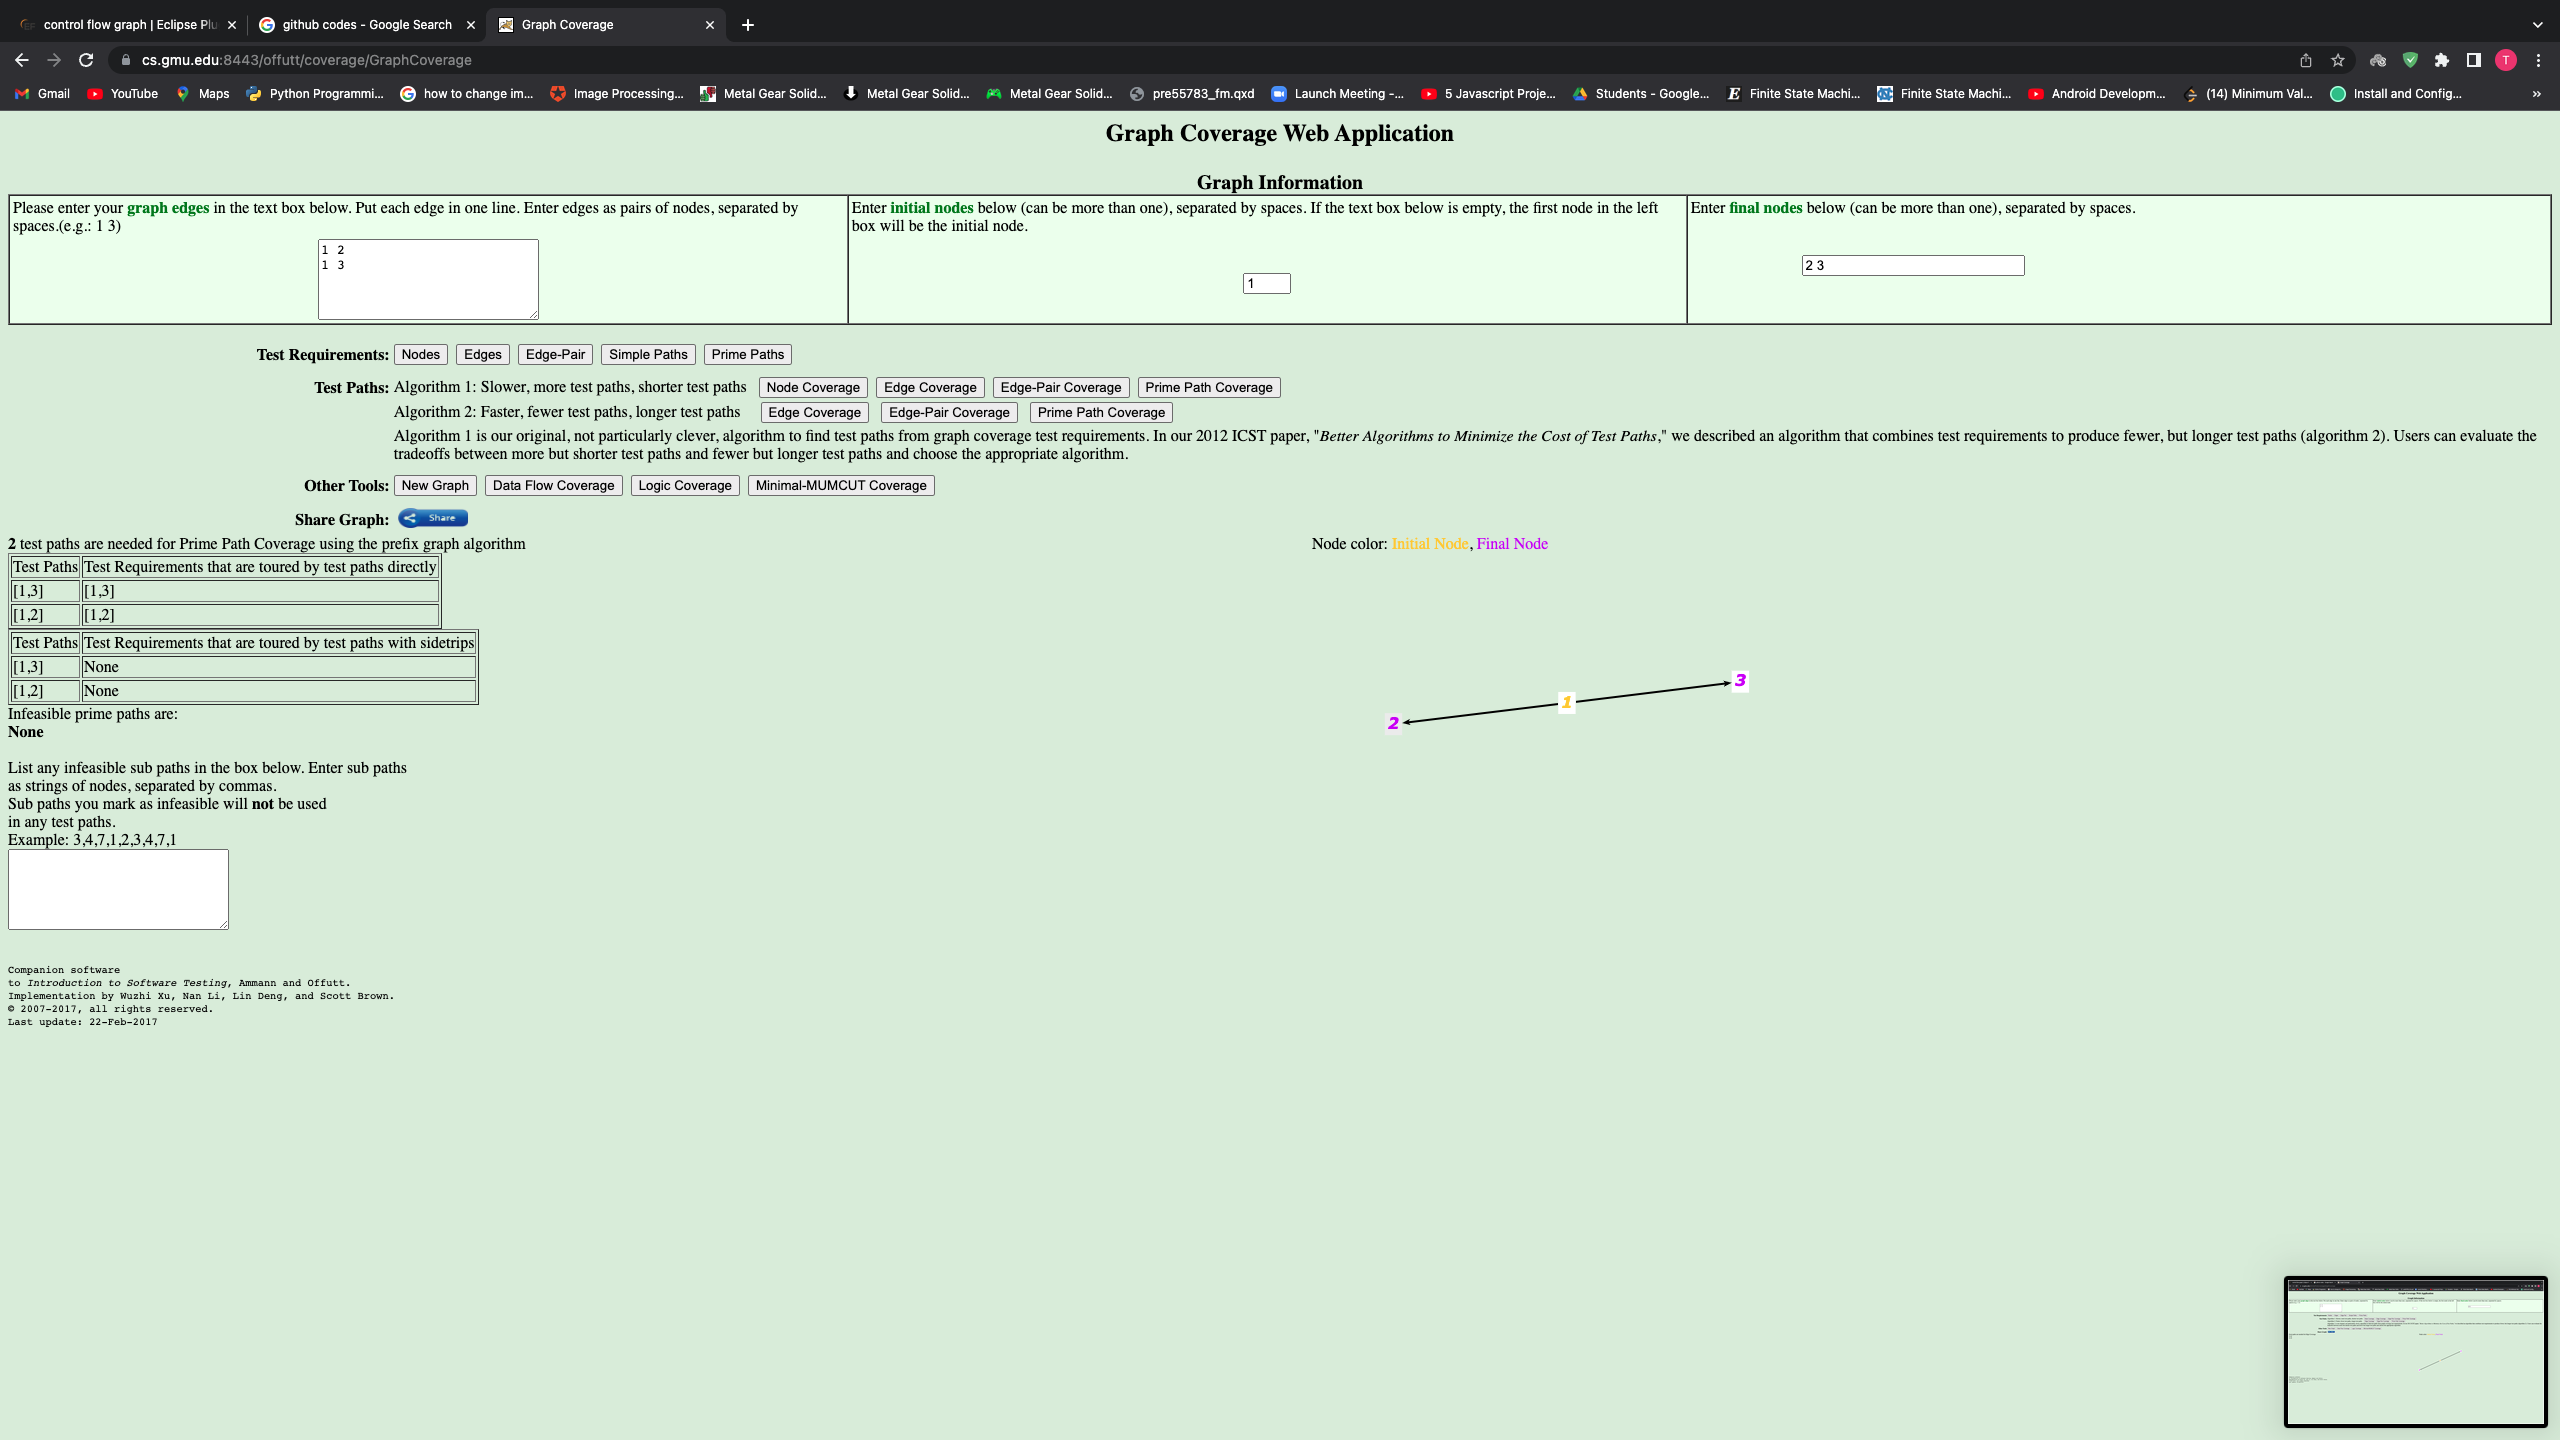 control flow graph | Eclipse Plu
github codes - Google Search
Graph Coverage
cs.gmu.edu:8443/offutt/coverage/GraphCoverage
T
Gmail
YouTube
Maps
Python Programmi...
how to change im...
Image Processing...
Metal Gear Solid...
Metal Gear Solid...
Metal Gear Solid...
pre55783_fm.qxd
Launch Meeting -...
5 Javascript Proje...
Students - Google...
Finite State Machi...
Finite State Machi...
Android Developm...
(14) Minimum Val...
Install and Config...
»
Graph Coverage Web Application
Graph Information
Please enter your graph edges in the text box below. Put each edge in one line. Enter edges as pairs of nodes, separated by
spaces.(e.g.: 1 3)
1 2
1 3
Enter initial nodes below (can be more than one), separated by spaces. If the text box below is empty, the first node in the left
box will be the initial node.
1
Enter final nodes below (can be more than one), separated by spaces.
2 3
Test Requirements: Nodes Edges Edge-Pair Simple Paths Prime Paths
Test Paths: Algorithm 1: Slower, more test paths, shorter test paths Node Coverage Edge Coverage Edge-Pair Coverage Prime Path Coverage
Algorithm 2: Faster, fewer test paths, longer test paths Edge Coverage Edge-Pair Coverage Prime Path Coverage
Algorithm 1 is our original, not particularly clever, algorithm to find test paths from graph coverage test requirements. In our 2012 ICST paper, "Better Algorithms to Minimize the Cost of Test Paths," we described an algorithm that combines test requirements to produce fewer, but longer test paths (algorithm 2). Users can evaluate the
tradeoffs between more but shorter test paths and fewer but longer test paths and choose the appropriate algorithm.
Other Tools: New Graph Data Flow Coverage Logic Coverage Minimal-MUMCUT Coverage
Share Graph: Share
2 test paths are needed for Prime Path Coverage using the prefix graph algorithm
Test Paths Test Requirements that are toured by test paths directly
[1,3] [1,3]
[1,2] [1,2]
Test Paths Test Requirements that are toured by test paths with sidetrips
[1,3] None
[1,2] None
Infeasible prime paths are:
None
List any infeasible sub paths in the box below. Enter sub paths
as strings of nodes, separated by commas.
Sub paths you mark as infeasible will not be used
in any test paths.
Example: 3,4,7,1,2,3,4,7,1
Node color: Initial Node, Final Node
3
1
2
Companion software
to Introduction to Software Testing, Ammann and Offutt.
Implementation by Wuzhi Xu, Nan Li, Lin Deng, and Scott Brown.
© 2007-2017, all rights reserved.
Last update: 22-Feb-2017